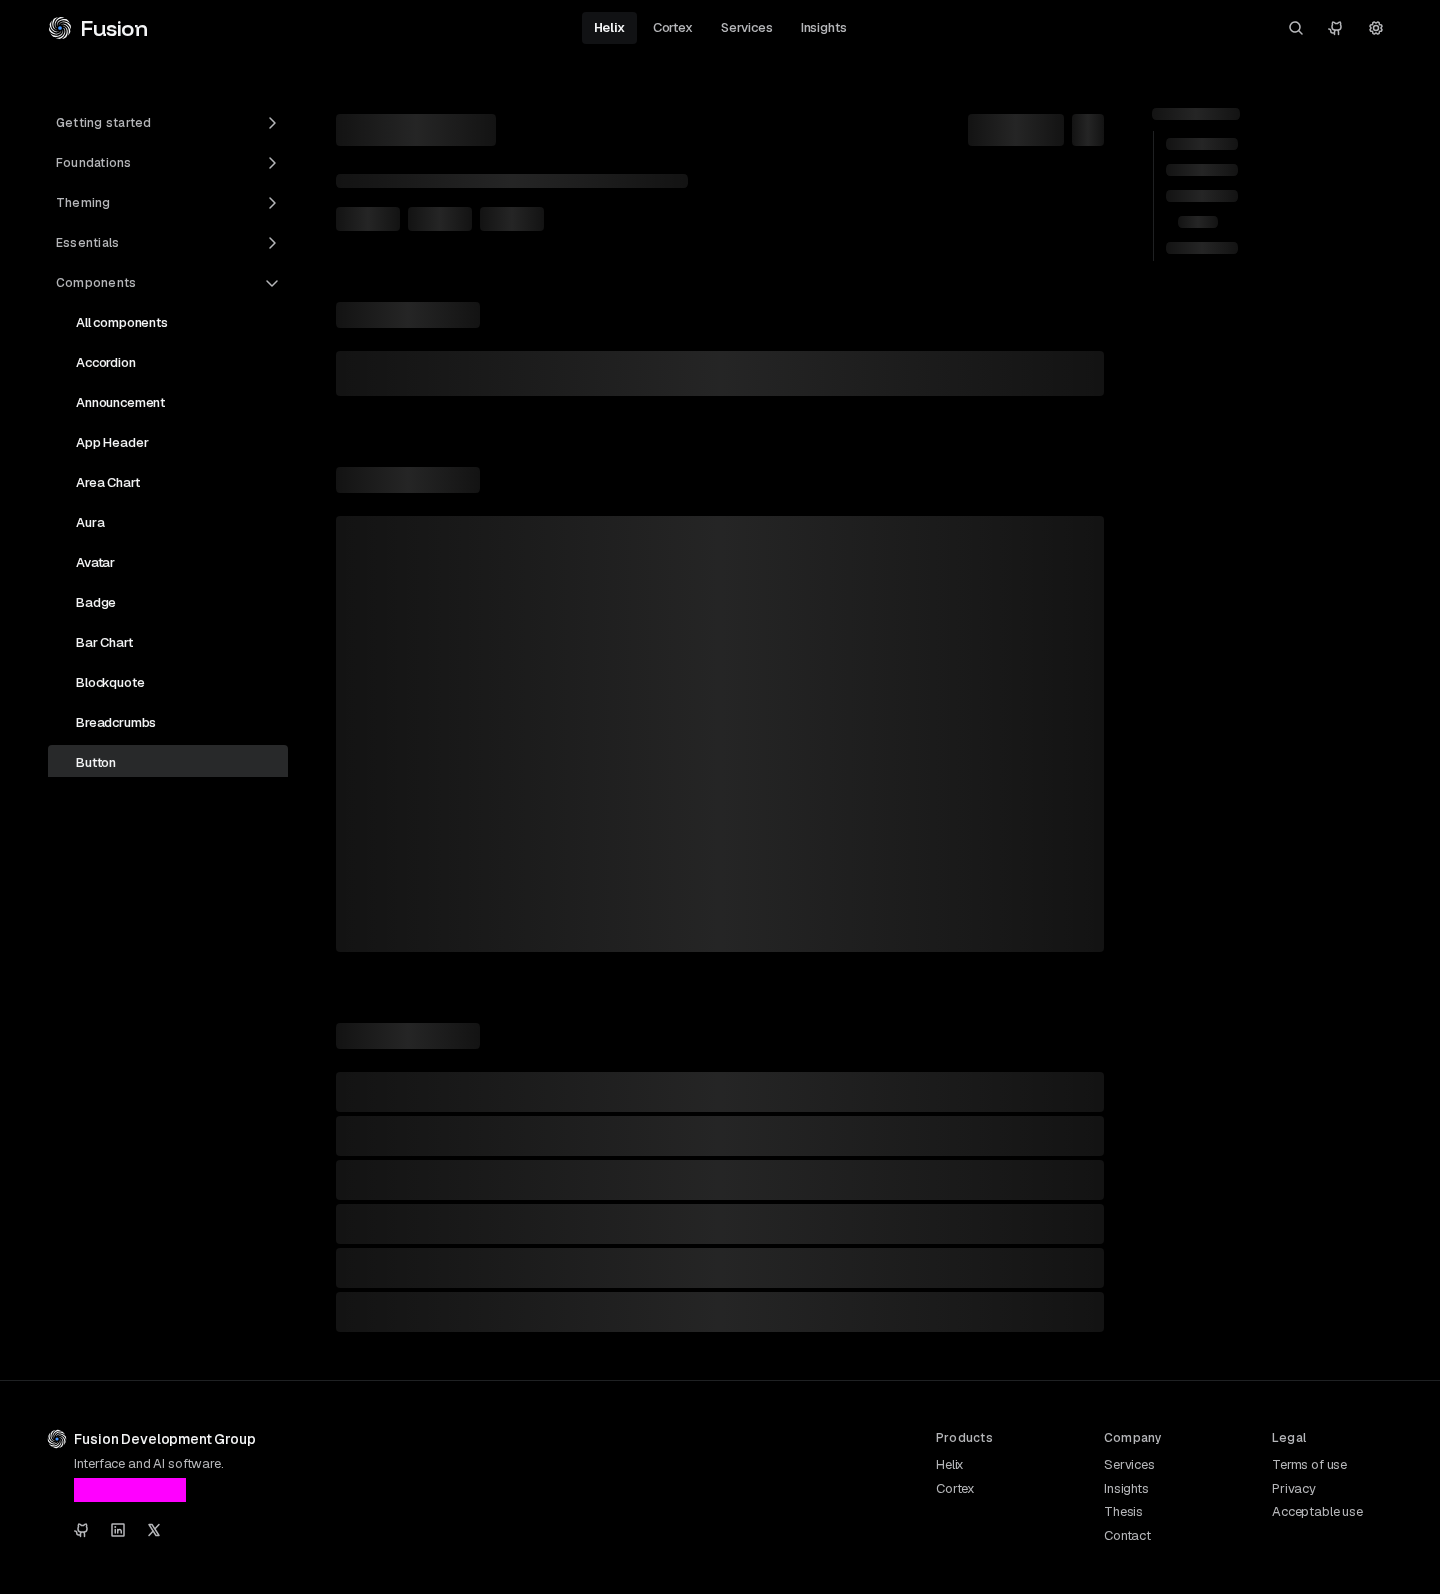 Fusion
Helix
Cortex
Services
Insights
Getting started
Foundations
Theming
Essentials
Components
All components
Accordion
Announcement
App Header
Area Chart
Aura
Avatar
Badge
Bar Chart
Blockquote
Breadcrumbs
Button
Fusion Development Group
Interface and AI software.
Products
Helix
Cortex
Company
Services
Insights
Thesis
Contact
Legal
Terms of use
Privacy
Acceptable use